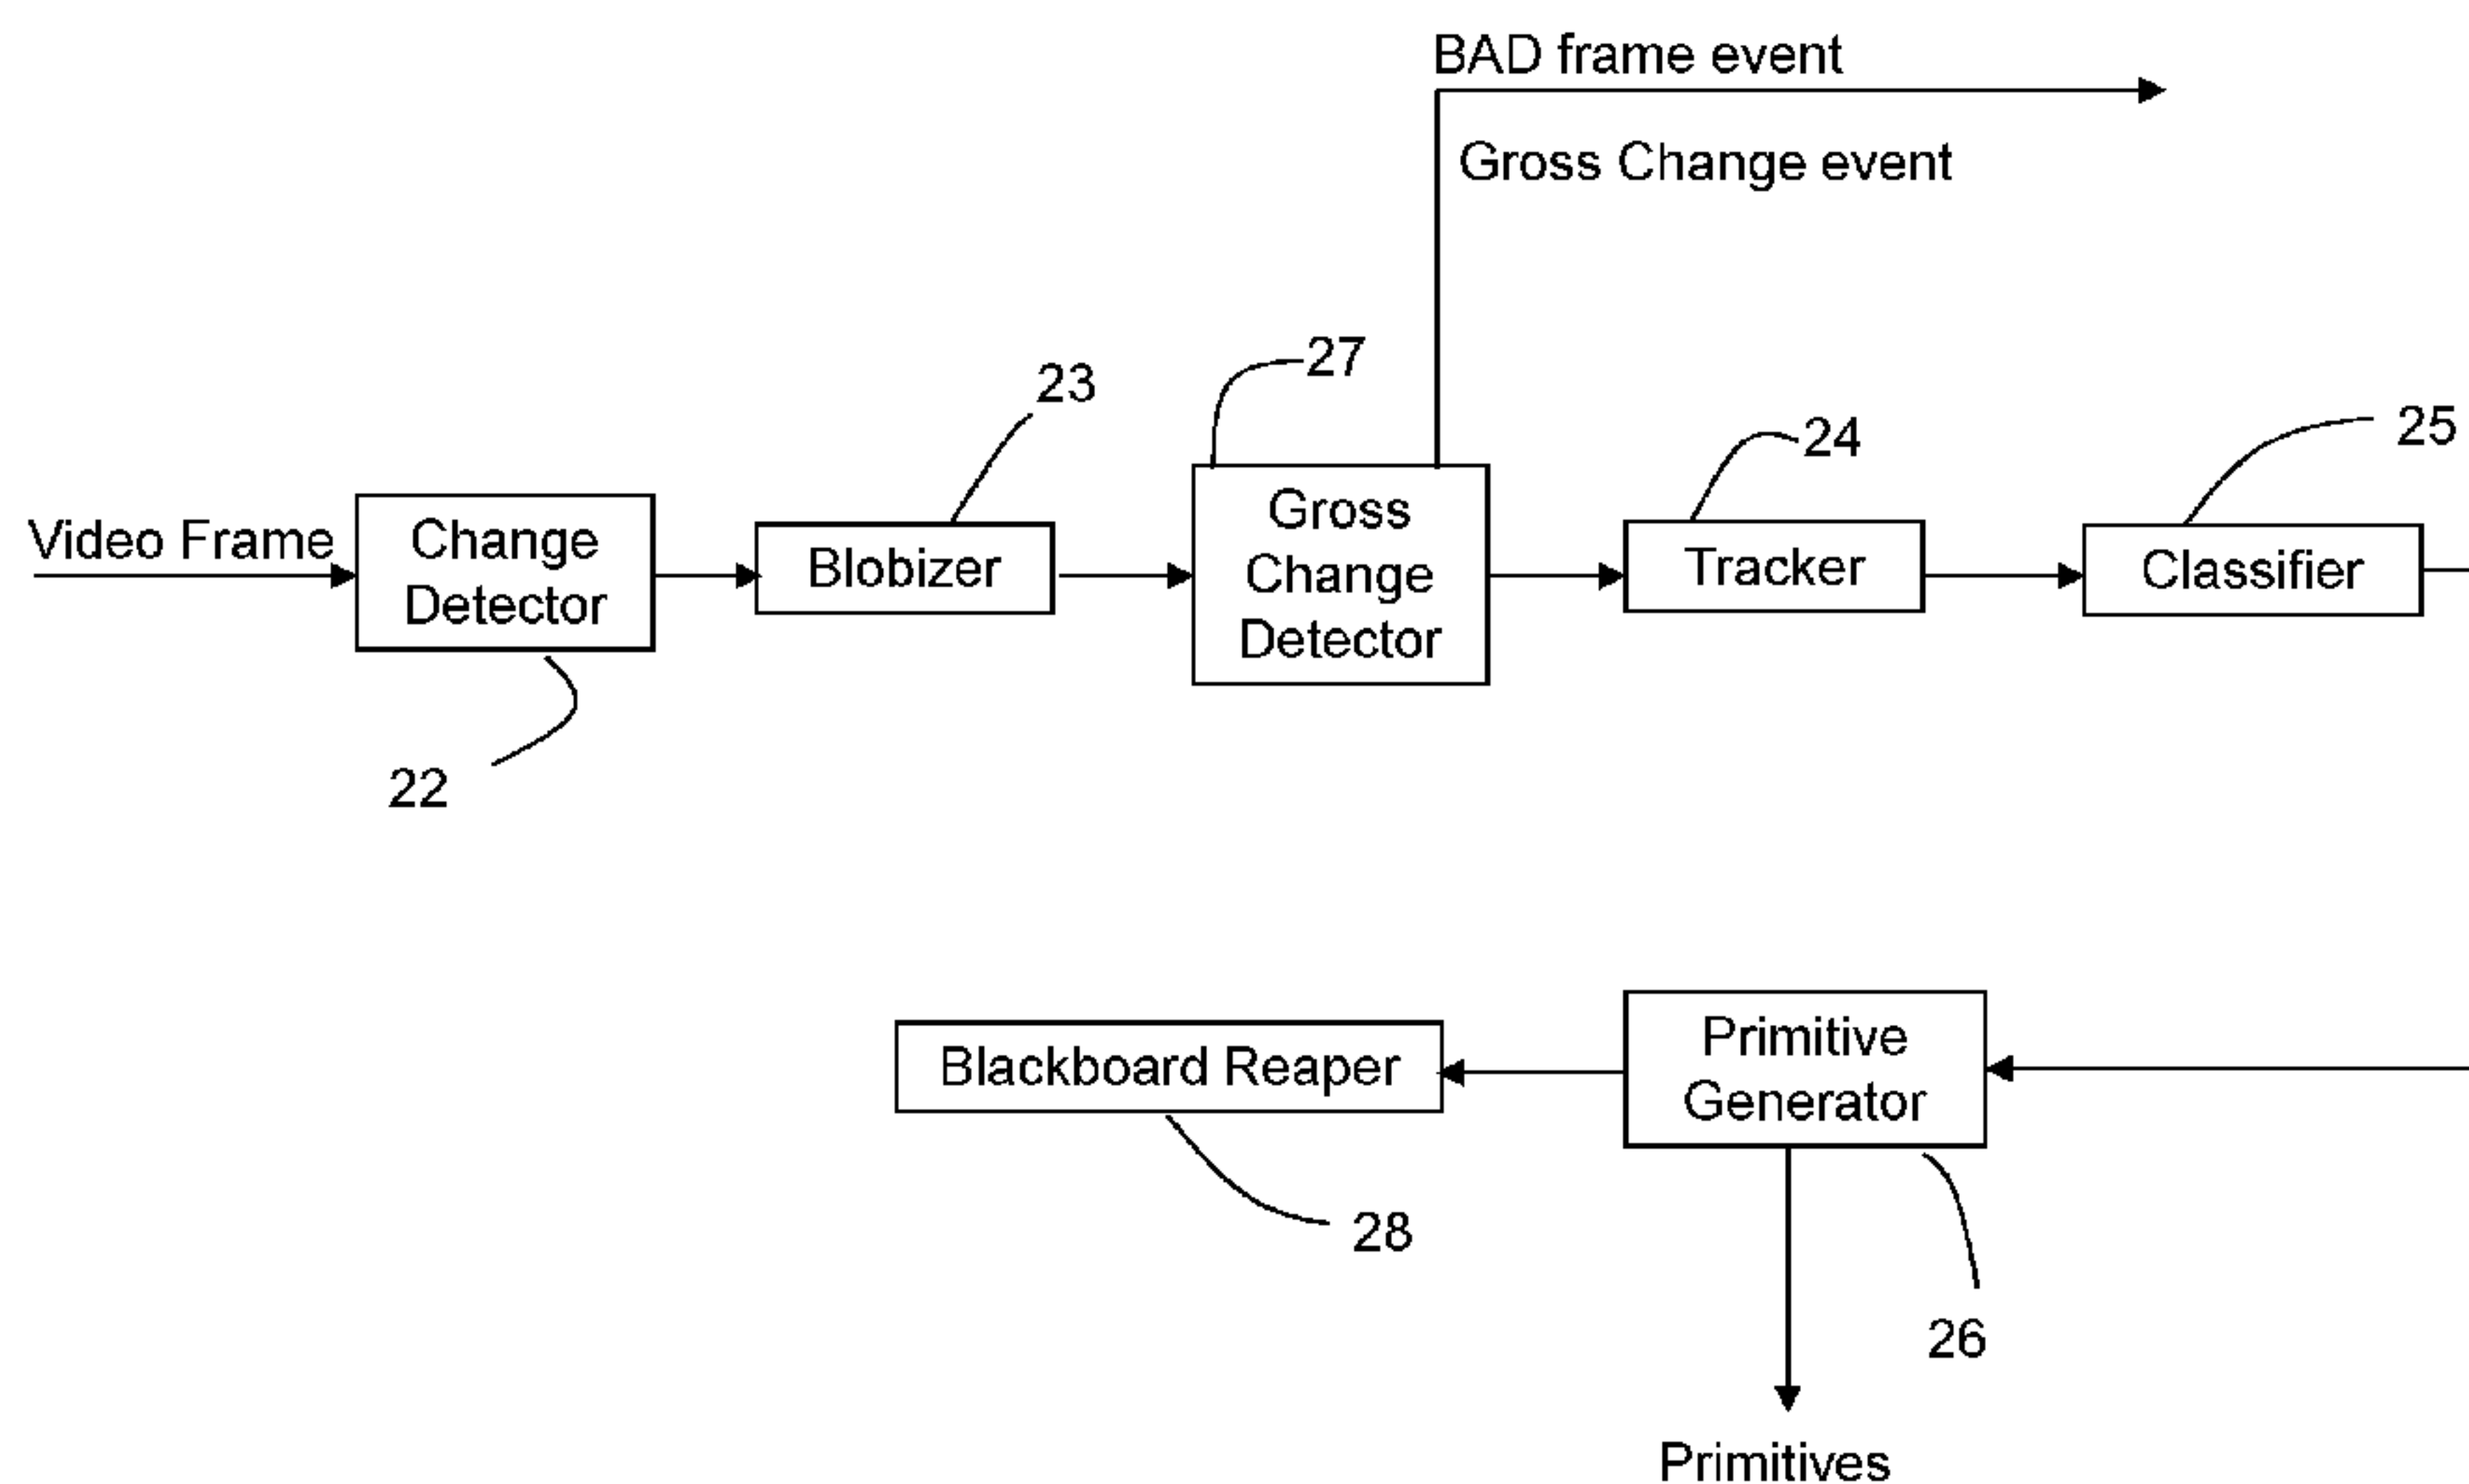 BAD frame event
Gross Change event
27
23
24
25
Video Frame
Change
Detector
Blobizer
Gross
Change
Detector
Tracker
Classifier
22
Blackboard Reaper
Primitive
Generator
28
26
Primitives